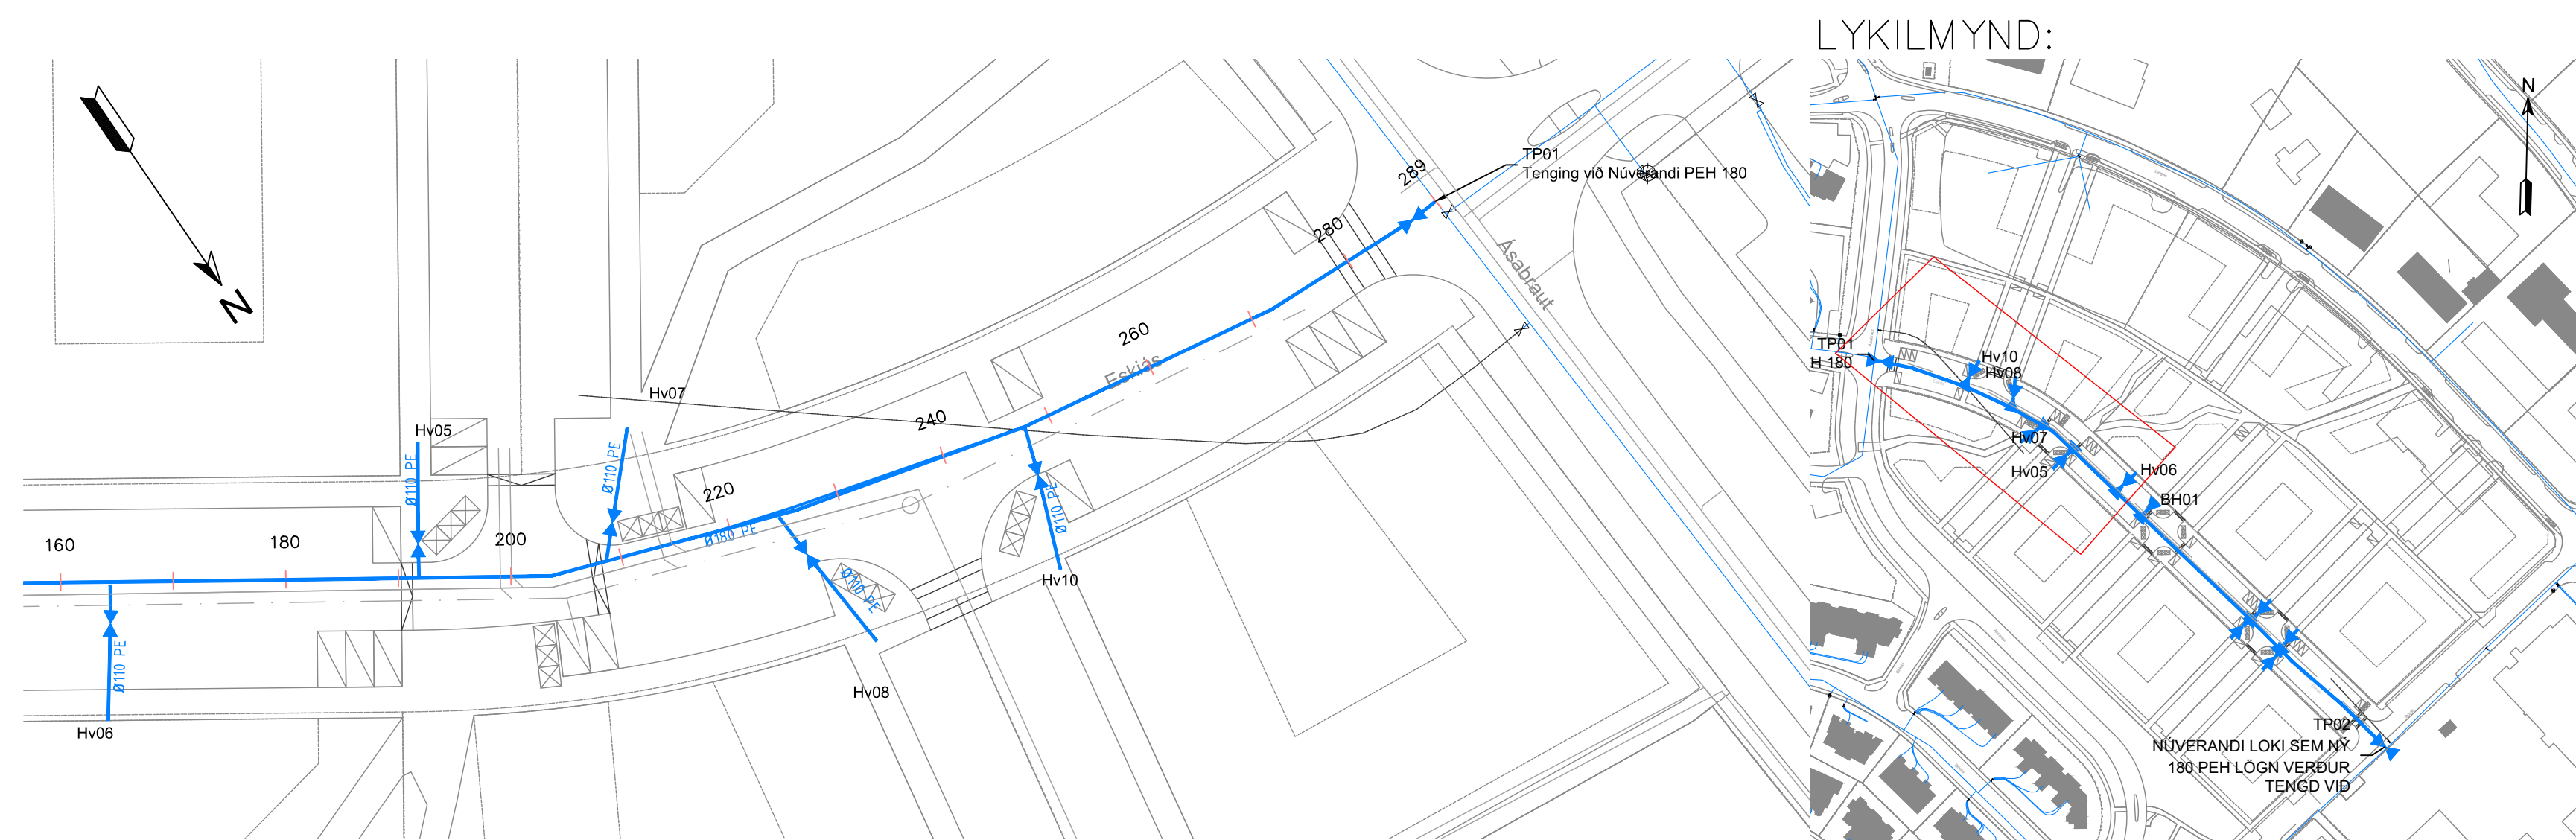 LYKILMYND:
N
TP01
Tenging við Núverandi PEH 180
289
280
Ásabraut
260
Eskiás
240
220
Ø180 PE
Hv07
Ø110 PE
Hv05
Ø110 PE
200
180
160
Hv06
Ø110 PE
Hv08
Ø110 PE
Hv10
Ø110 PE
N
TP01
H 180
Hv10
Hv08
Hv07
Hv05
Hv06
BH01
TP02
NÚVERANDI LOKI SEM NÝ
180 PEH LÖGN VERÐUR
TENGD VIÐ